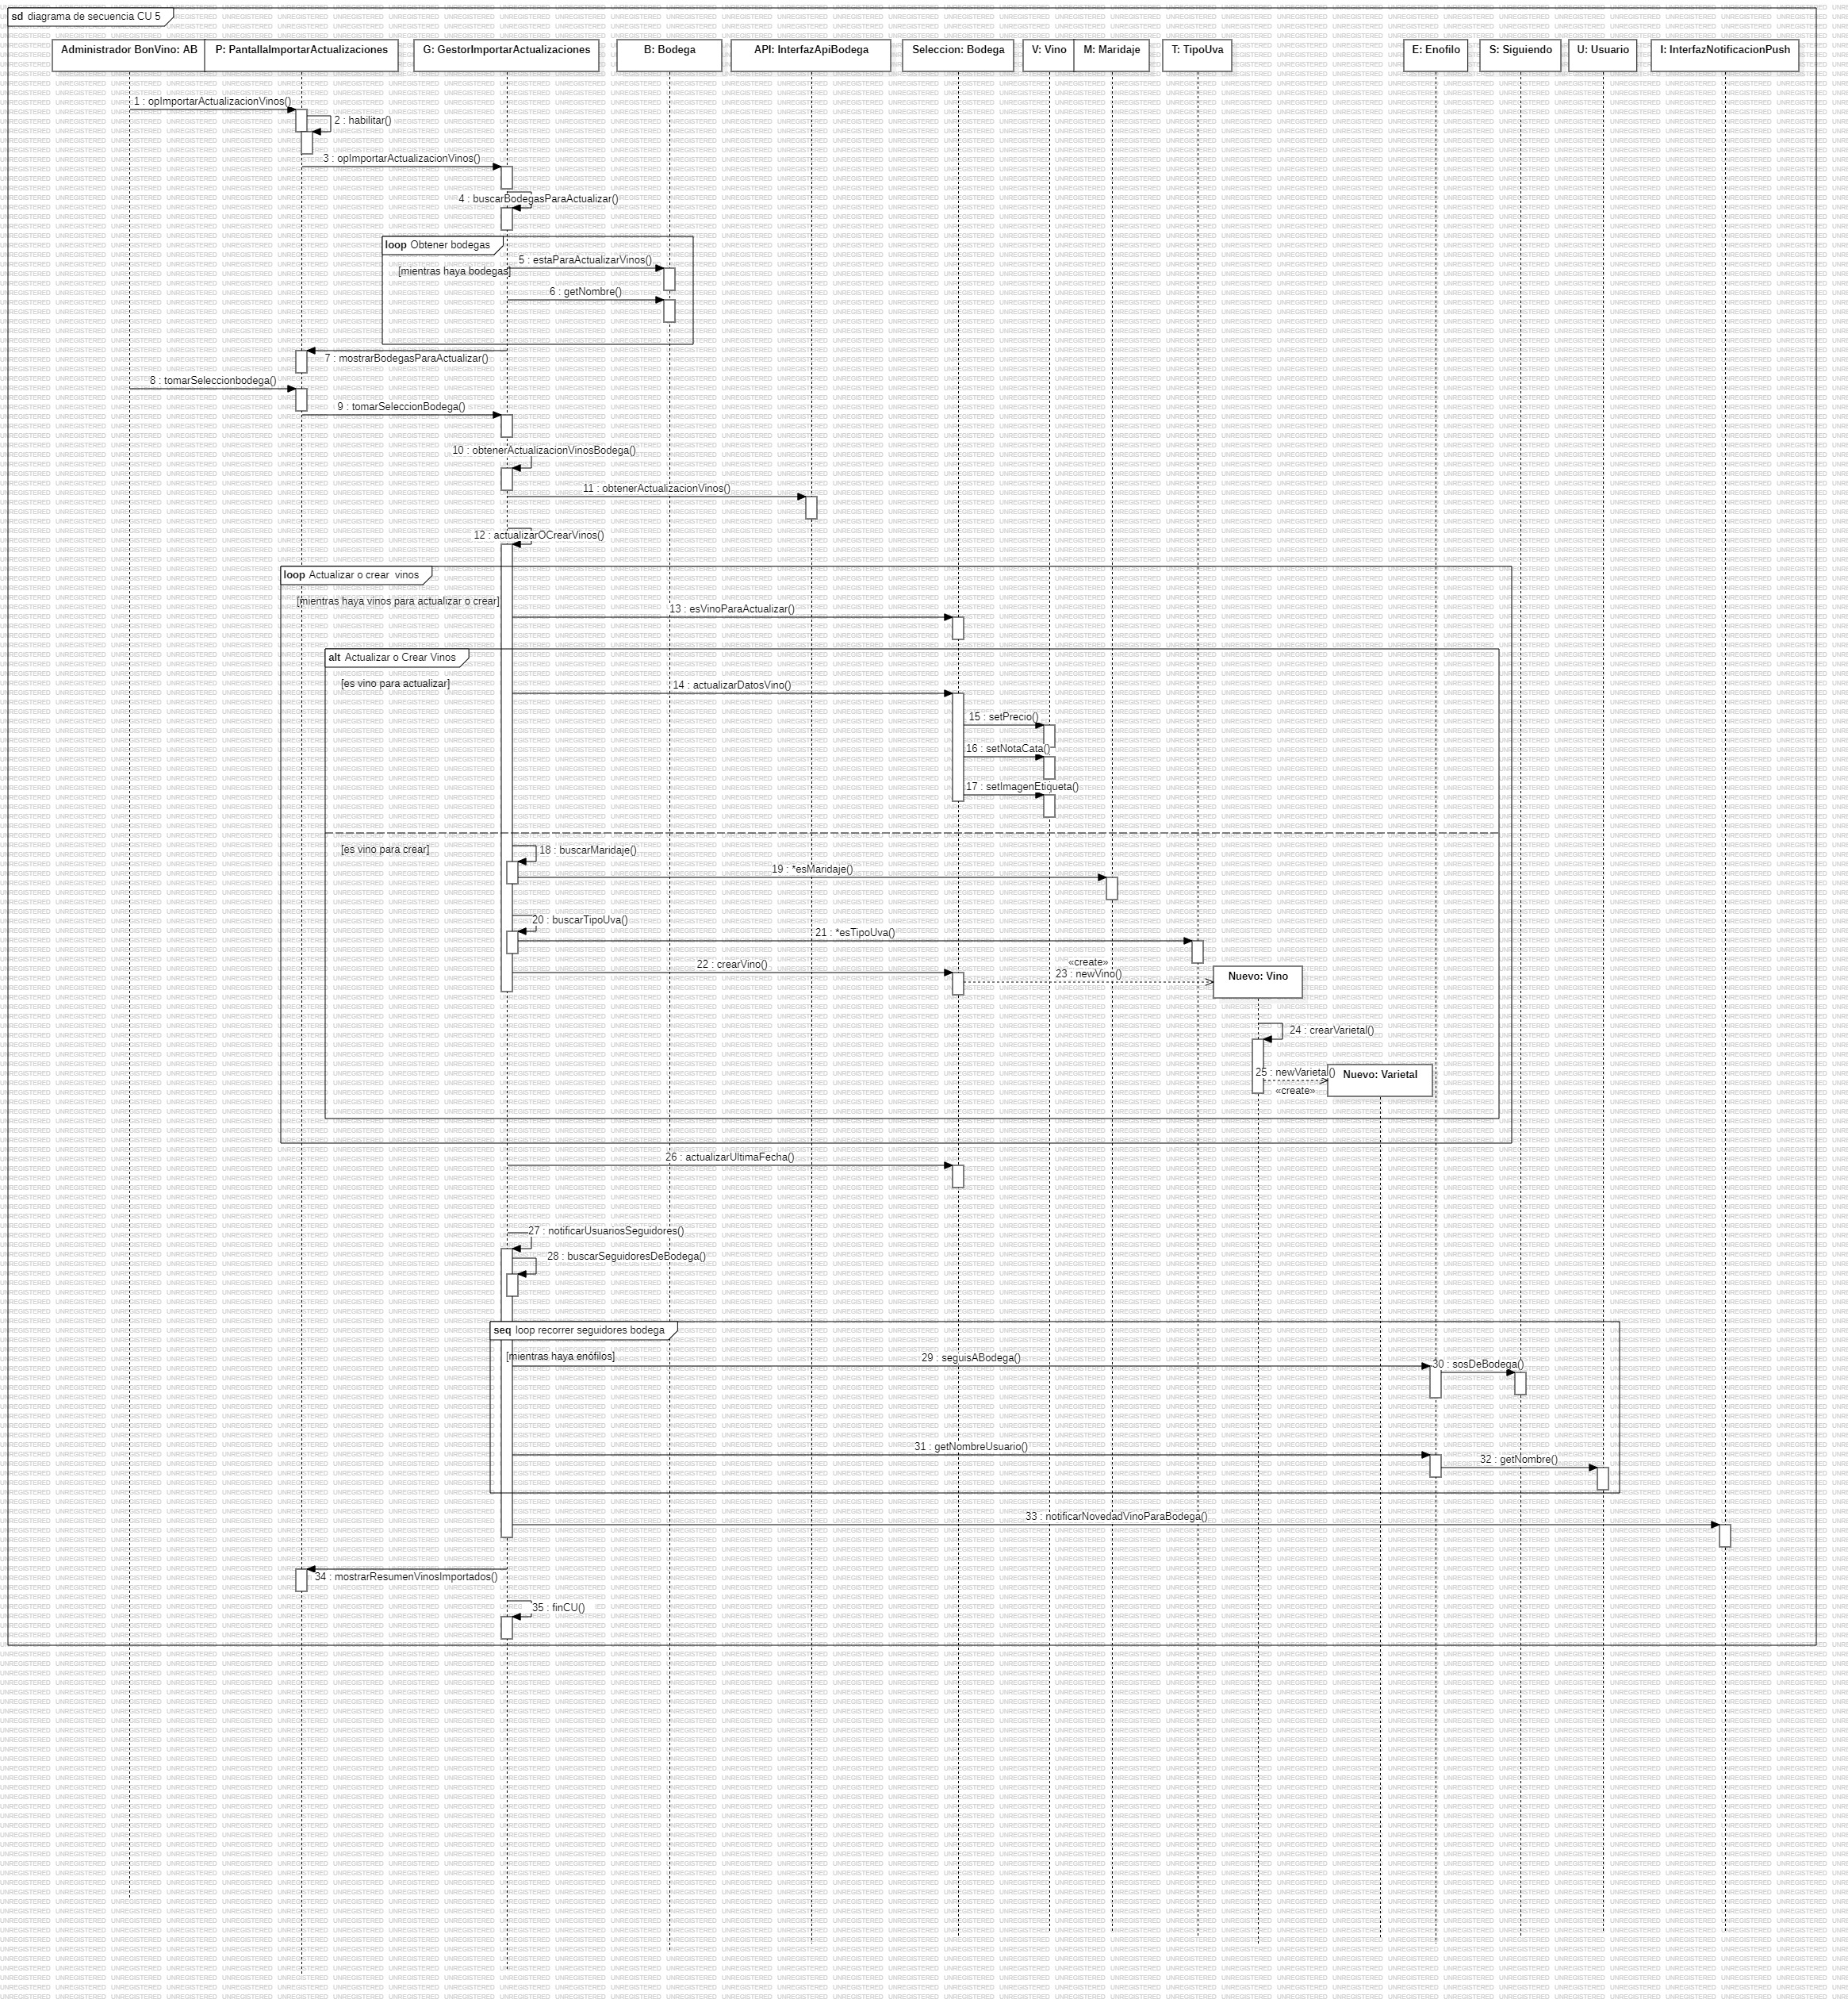 sd diagrama de secuencia CU 5
Administrador BonVino: AB
P: PantallaImportarActualizaciones
G: GestorImportarActualizaciones
B: Bodega
API: InterfazApiBodega
Seleccion: Bodega
V: Vino
M: Maridaje
T: TipoUva
E: Enofilo
S: Siguiendo
U: Usuario
I: InterfazNotificacionPush
1 : opImportarActualizacionVinos()
2 : habilitar()
3 : opImportarActualizacionVinos()
4 : buscarBodegasParaActualizar()
loop Obtener bodegas
[mientras haya bodegas]
5 : estaParaActualizarVinos()
6 : getNombre()
7 : mostrarBodegasParaActualizar()
8 : tomarSeleccionbodega()
9 : tomarSeleccionBodega()
10 : obtenerActualizacionVinosBodega()
11 : obtenerActualizacionVinos()
12 : actualizarOCrearVinos()
loop Actualizar o crear vinos
[mientras haya vinos para actualizar o crear]
13 : esVinoParaActualizar()
alt Actualizar o Crear Vinos
[es vino para actualizar]
14 : actualizarDatosVino()
15 : setPrecio()
16 : setNotaCata()
17 : setImagenEtiqueta()
[es vino para crear]
18 : buscarMaridaje()
19 : *esMaridaje()
20 : buscarTipoUva()
21 : *esTipoUva()
22 : crearVino()
«create»
23 : newVino()
Nuevo: Vino
24 : crearVarietal()
25 : newVarietal()
«create»
Nuevo: Varietal
26 : actualizarUltimaFecha()
27 : notificarUsuariosSeguidores()
28 : buscarSeguidoresDeBodega()
seq loop recorrer seguidores bodega
[mientras haya enófilos]
29 : seguisABodega()
30 : sosDeBodega()
31 : getNombreUsuario()
32 : getNombre()
33 : notificarNovedadVinoParaBodega()
34 : mostrarResumenVinosImportados()
35 : finCU()
UNREGISTERED